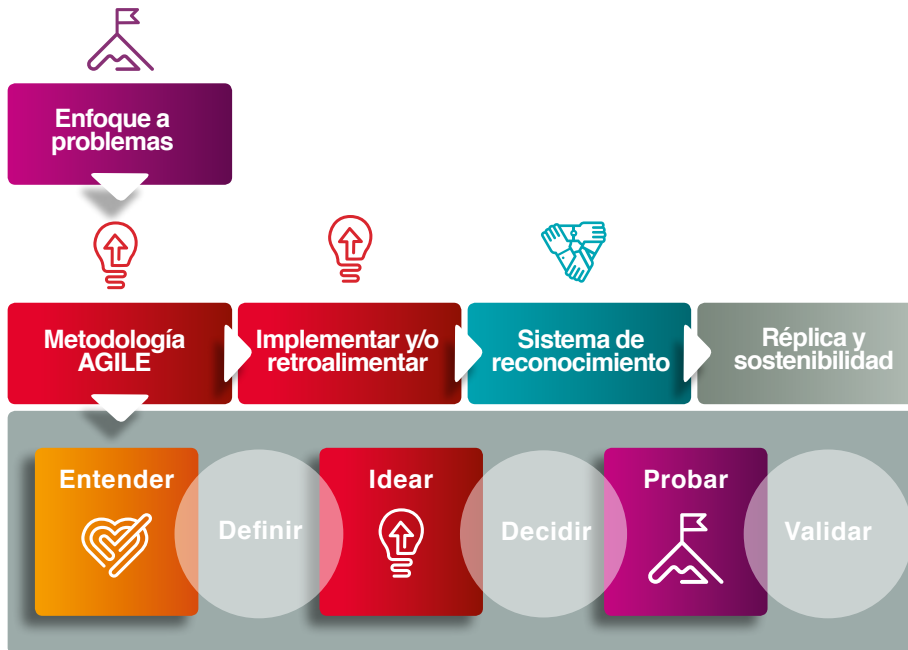 Enfoque a
problemas
Metodología
AGILE
Implementar y/o
retroalimentar
Sistema de
reconocimiento
Réplica y
sostenibilidad
Entender
Definir
Idear
Decidir
Probar
Validar